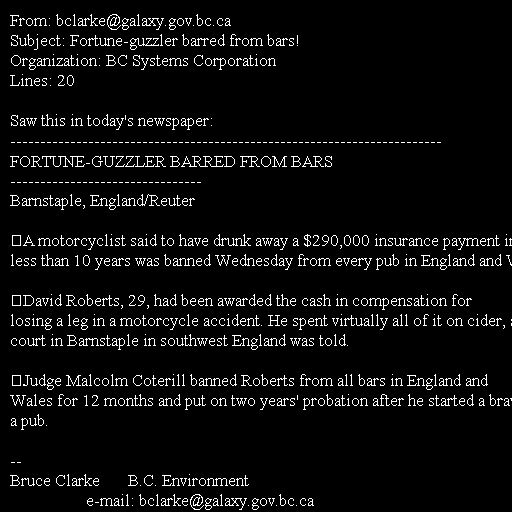 From: bclarke@galaxy.gov.bc.ca
Subject: Fortune-guzzler barred from bars!
Organization: BC Systems Corporation
Lines: 20

Saw this in today's newspaper:
------------------------------------------------------------------------
FORTUNE-GUZZLER BARRED FROM BARS
--------------------------------
Barnstaple, England/Reuter

A motorcyclist said to have drunk away a $290,000 insurance payment in
less than 10 years was banned Wednesday from every pub in England and

David Roberts, 29, had been awarded the cash in compensation for
losing a leg in a motorcycle accident. He spent virtually all of it on cider,
court in Barnstaple in southwest England was told.

Judge Malcolm Coterill banned Roberts from all bars in England and
Wales for 12 months and put on two years' probation after he started a
a pub.

--
Bruce Clarke B.C. Environment
e-mail: bclarke@galaxy.gov.bc.ca